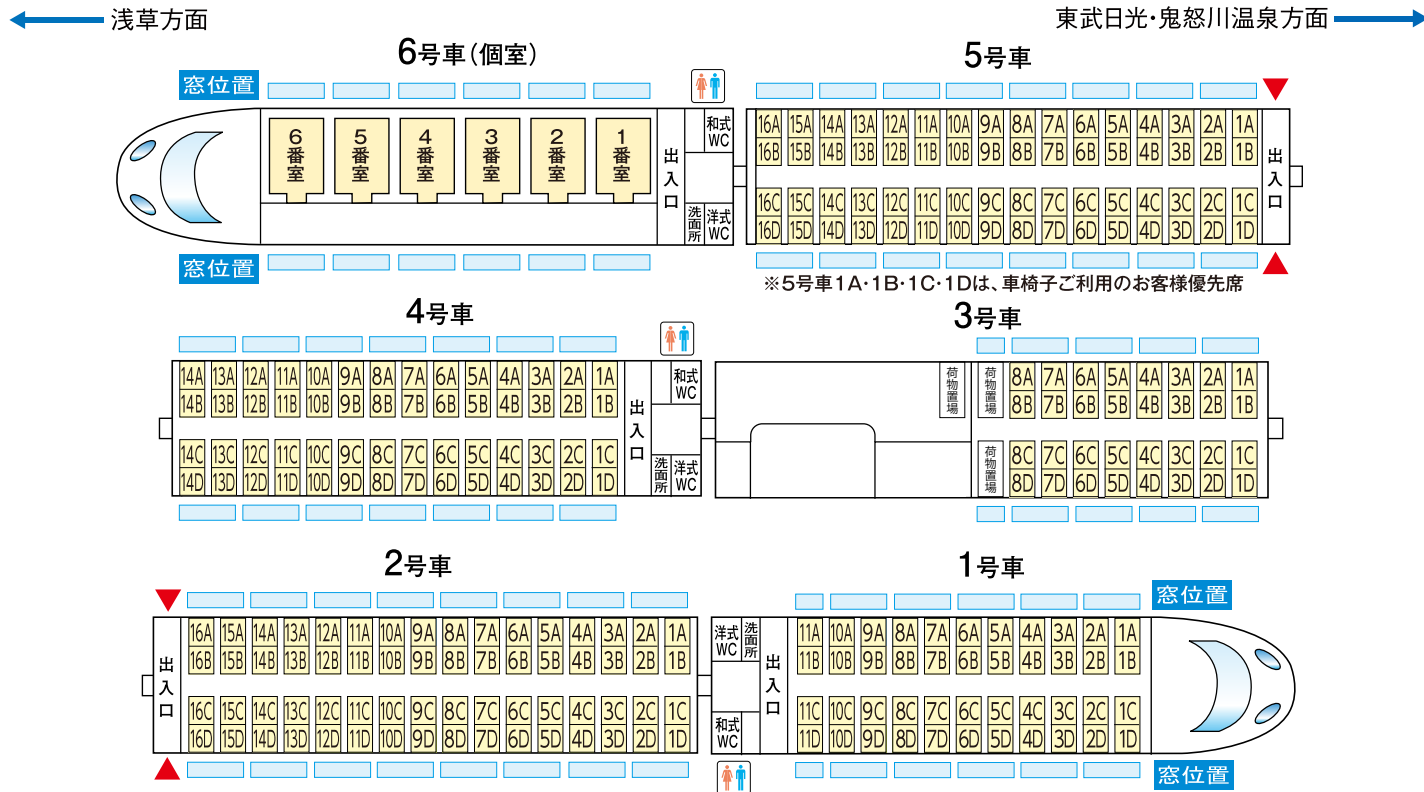 浅草方面
東武日光・鬼怒川温泉方面
6号車（個室）
5号車
窓位置
6番室 5番室 4番室 3番室 2番室 1番室
出入口
和式WC
洗面所
洋式WC
窓位置
16A 15A 14A 13A 12A 11A 10A 9A 8A 7A 6A 5A 4A 3A 2A 1A
16B 15B 14B 13B 12B 11B 10B 9B 8B 7B 6B 5B 4B 3B 2B 1B
16C 15C 14C 13C 12C 11C 10C 9C 8C 7C 6C 5C 4C 3C 2C 1C
16D 15D 14D 13D 12D 11D 10D 9D 8D 7D 6D 5D 4D 3D 2D 1D
出入口
※5号車1A・1B・1C・1Dは、車椅子ご利用のお客様優先席
4号車
3号車
14A 13A 12A 11A 10A 9A 8A 7A 6A 5A 4A 3A 2A 1A
14B 13B 12B 11B 10B 9B 8B 7B 6B 5B 4B 3B 2B 1B
14C 13C 12C 11C 10C 9C 8C 7C 6C 5C 4C 3C 2C 1C
14D 13D 12D 11D 10D 9D 8D 7D 6D 5D 4D 3D 2D 1D
出入口
和式WC
洗面所
洋式WC
荷物置場
荷物置場
荷物置場
8A 7A 6A 5A 4A 3A 2A 1A
8B 7B 6B 5B 4B 3B 2B 1B
8C 7C 6C 5C 4C 3C 2C 1C
8D 7D 6D 5D 4D 3D 2D 1D
2号車
1号車
出入口
16A 15A 14A 13A 12A 11A 10A 9A 8A 7A 6A 5A 4A 3A 2A 1A
16B 15B 14B 13B 12B 11B 10B 9B 8B 7B 6B 5B 4B 3B 2B 1B
16C 15C 14C 13C 12C 11C 10C 9C 8C 7C 6C 5C 4C 3C 2C 1C
16D 15D 14D 13D 12D 11D 10D 9D 8D 7D 6D 5D 4D 3D 2D 1D
洋式WC
洗面所
和式WC
出入口
11A 10A 9A 8A 7A 6A 5A 4A 3A 2A 1A
11B 10B 9B 8B 7B 6B 5B 4B 3B 2B 1B
11C 10C 9C 8C 7C 6C 5C 4C 3C 2C 1C
11D 10D 9D 8D 7D 6D 5D 4D 3D 2D 1D
窓位置
窓位置